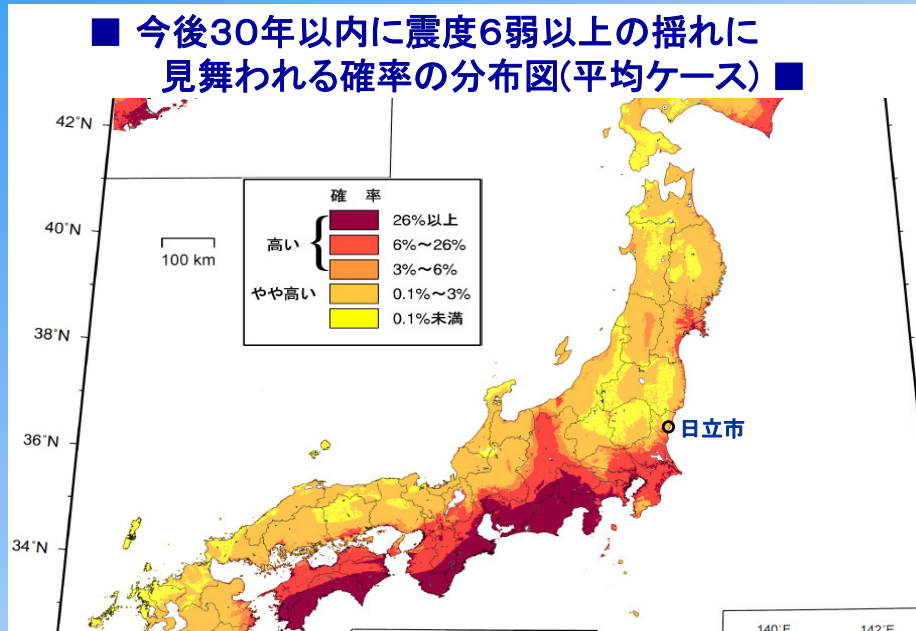 ■ 今後30年以内に震度6弱以上の揺れに
見舞われる確率の分布図(平均ケース) ■
42°N
40°N
38°N
36°N
34°N
100 km
確 率
高い
やや高い
26%以上
6%～26%
3%～6%
0.1%～3%
0.1%未満
日立市
140°E
142°E